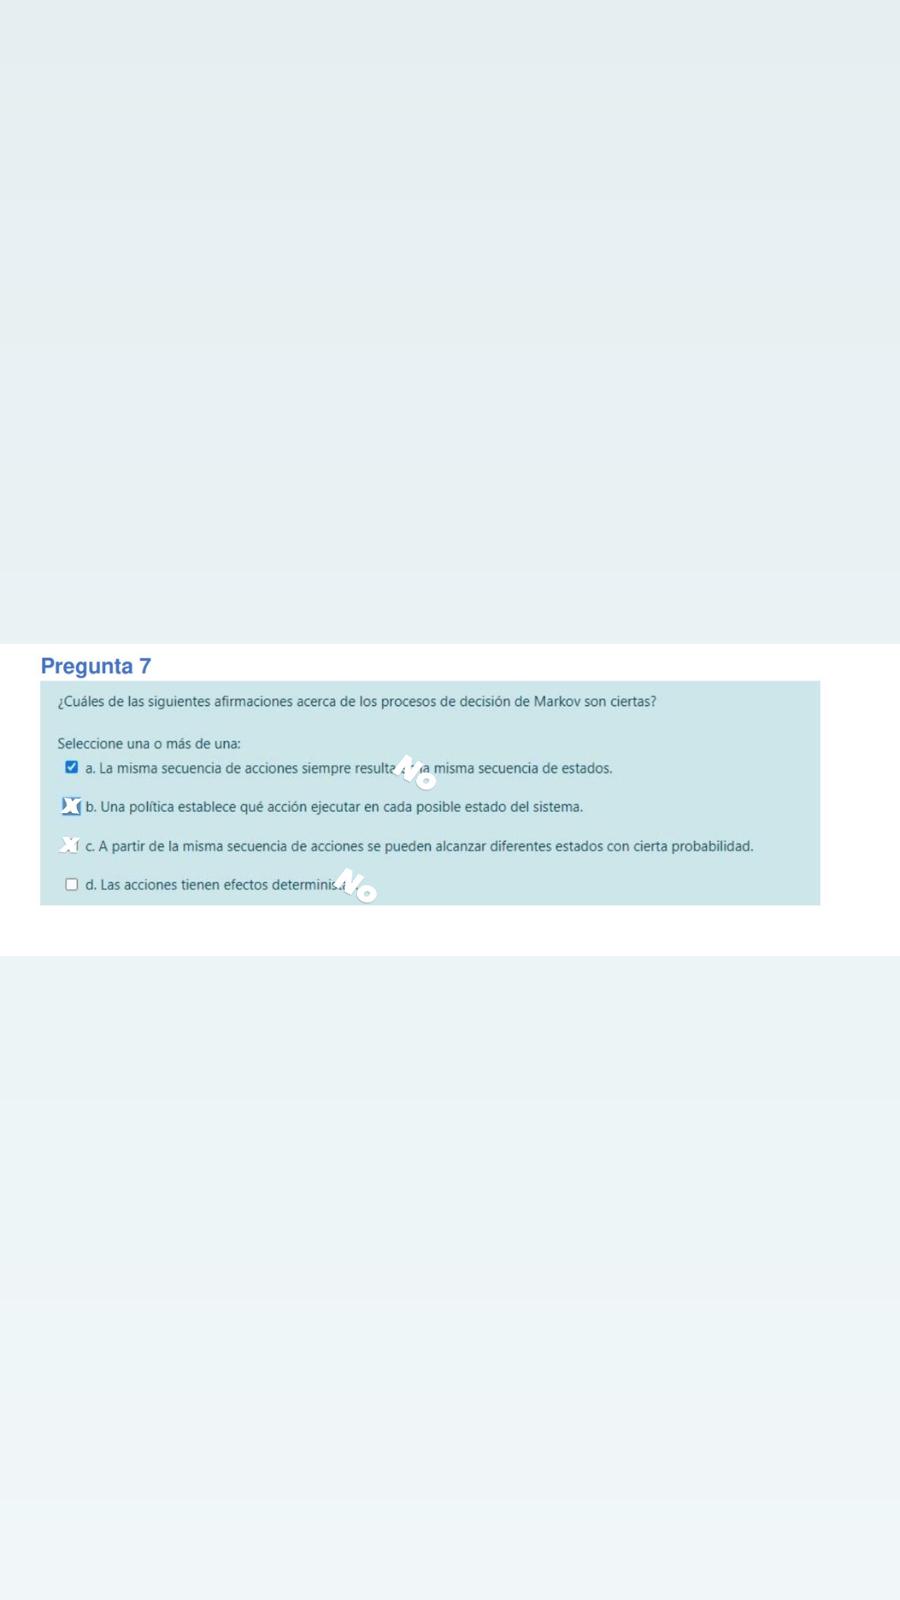 Pregunta 7
¿Cuáles de las siguientes afirmaciones acerca de los procesos de decisión de Markov son ciertas?
Seleccione una o más de una:
a. La misma secuencia de acciones siempre resulta No la misma secuencia de estados.
X b. Una política establece qué acción ejecutar en cada posible estado del sistema.
X c. A partir de la misma secuencia de acciones se pueden alcanzar diferentes estados con cierta probabilidad.
d. Las acciones tienen efectos No